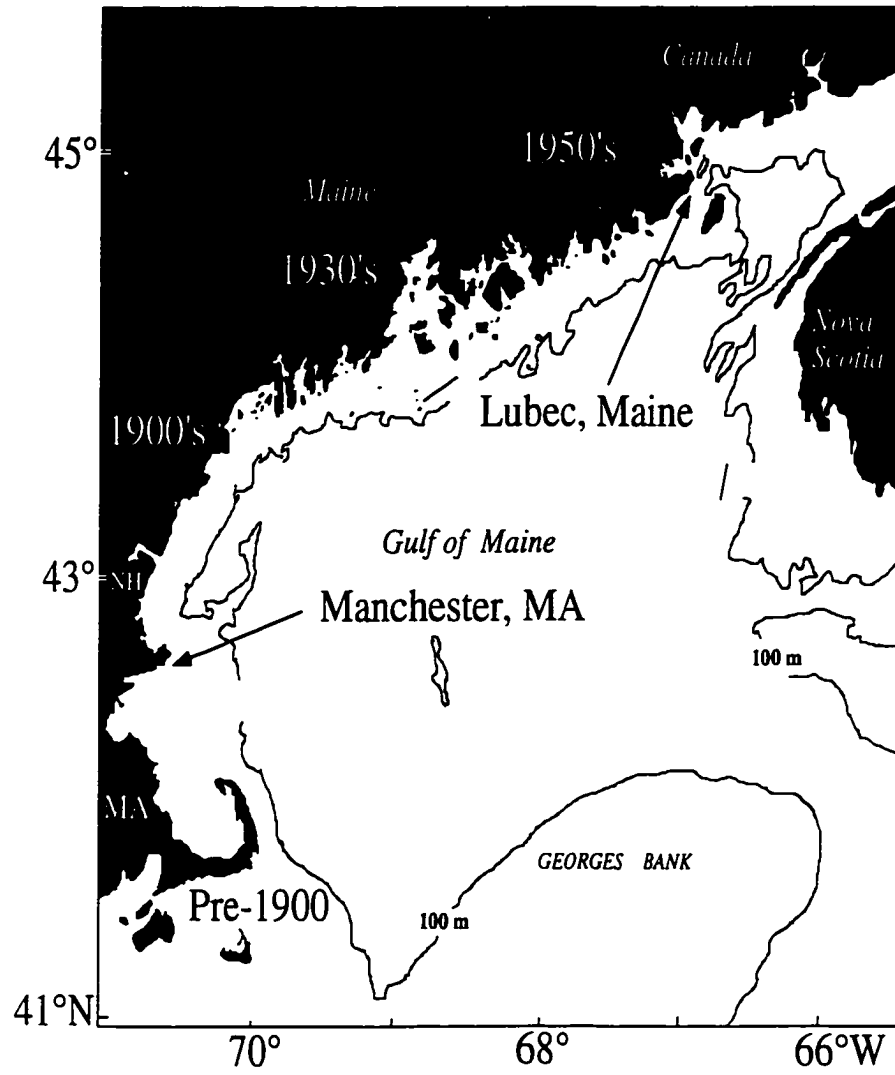 Canada
45°
1950's
Maine
1930's
Nova
Scotia
1900's
Lubec, Maine
Gulf of Maine
43°
NH
Manchester, MA
100 m
MA
GEORGES BANK
Pre-1900
100 m
41°N
70°
68°
66°W